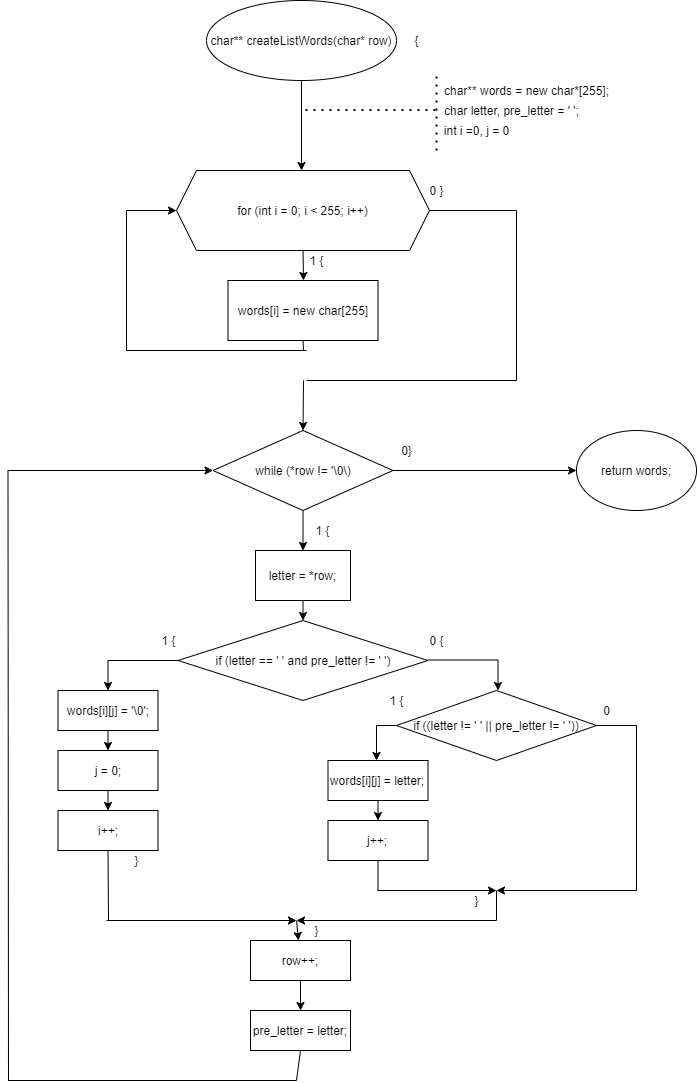 char** createListWords(char* row)
{
char** words = new char*[255];
char letter, pre_letter = ' ';
int i =0, j = 0
for (int i = 0; i < 255; i++)
0 }
1 {
words[i] = new char[255]
while (*row != '\0\)
0}
return words;
1 {
letter = *row;
if (letter == ' ' and pre_letter != ' ')
1 {
0 {
words[i][j] = '\0';
j = 0;
i++;
}
if ((letter != ' ' || pre_letter != ' '))
1 {
0
words[i][j] = letter;
j++;
}
}
row++;
pre_letter = letter;